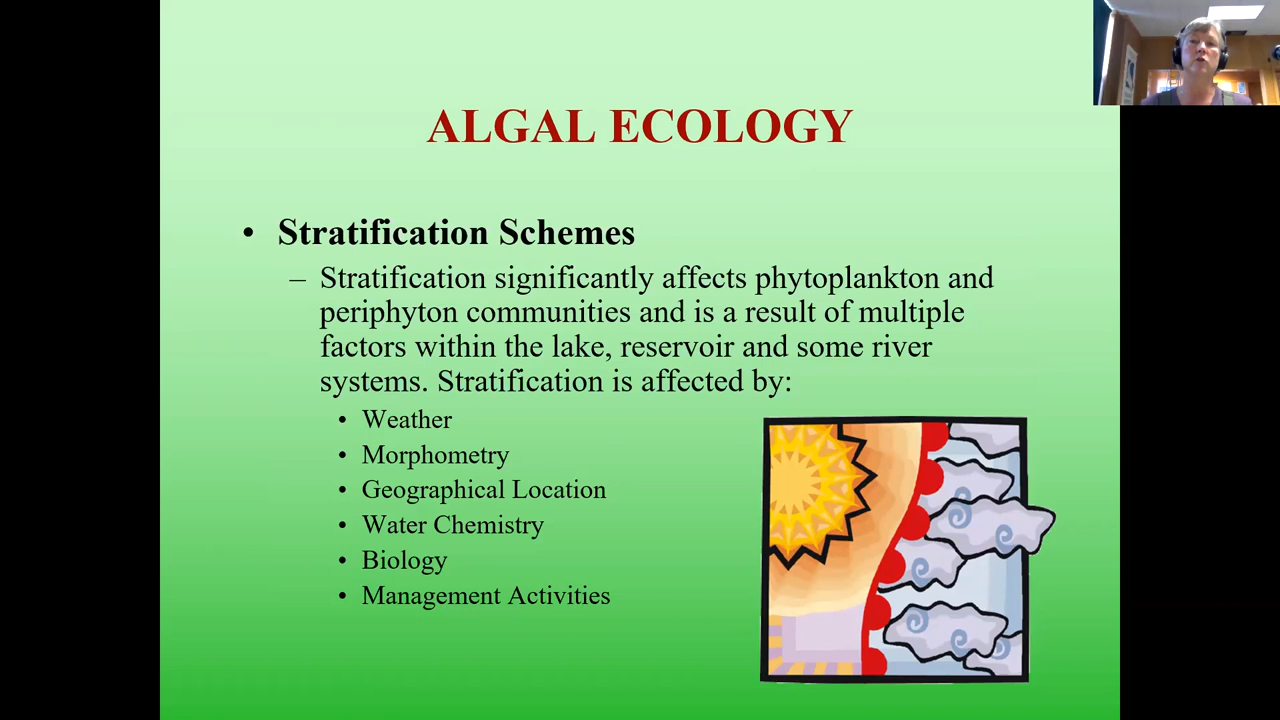 ALGAL ECOLOGY
• Stratification Schemes
– Stratification significantly affects phytoplankton and
periphyton communities and is a result of multiple
factors within the lake, reservoir and some river
systems. Stratification is affected by:
• Weather
• Morphometry
• Geographical Location
• Water Chemistry
• Biology
• Management Activities